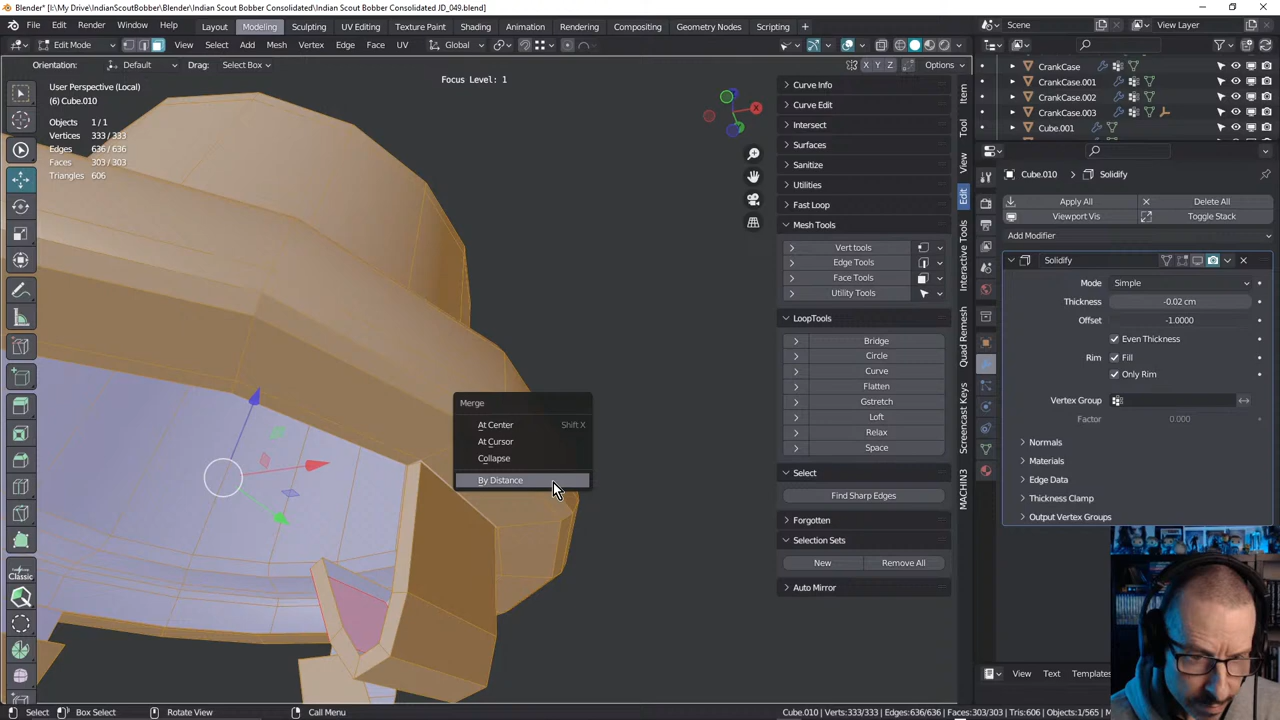 Blender* [I:\My Drive\IndianScoutBobber\Blender\Indian Scout Bobber Consolidated\Indian Scout Bobber Consolidated JD_049.blend]
File Edit Render Window Help Layout Modeling Sculpting UV Editing Texture Paint Shading Animation Rendering Compositing Geometry Nodes Scripting Scene View Layer
Edit Mode View Select Add Mesh Vertex Edge Face UV Global
Orientation: Default Drag: Select Box X Y Z Options
User Perspective (Local)
(6) Cube.010
Objects 1/1
Vertices 333/333
Edges 636/636
Faces 303/303
Triangles 606
Focus Level: 1
X
Merge
At Center Shift X
At Cursor
Collapse
By Distance
Classic
Curve Info
Curve Edit
Intersect
Surfaces
Sanitize
Utilities
Fast Loop
Mesh Tools
Vert tools
Edge Tools
Face Tools
Utility Tools
LoopTools
Bridge
Circle
Curve
Flatten
Gstretch
Loft
Relax
Space
Select
Find Sharp Edges
Forgotten
Selection Sets
New Remove All
Auto Mirror
Item
Tool
View
Edit
Interactive Tools
Quad Remesh
Screencast Keys
MACHIN3
CrankCase
CrankCase.001
CrankCase.002
CrankCase.003
Cube.001
Cube.010 Solidify
Apply All Delete All
Viewport Vis Toggle Stack
Add Modifier
Solidify
Mode Simple
Thickness -0.02 cm
Offset -1.0000
Even Thickness
Rim Fill
Only Rim
Vertex Group
Factor 0.000
Normals
Materials
Edge Data
Thickness Clamp
Output Vertex Groups
View Text Templates
Select Box Select Rotate View Call Menu Cube.010 | Verts:333/333 | Edges:636/636 | Faces:303/303 | Tris:606 | Objects:1/565